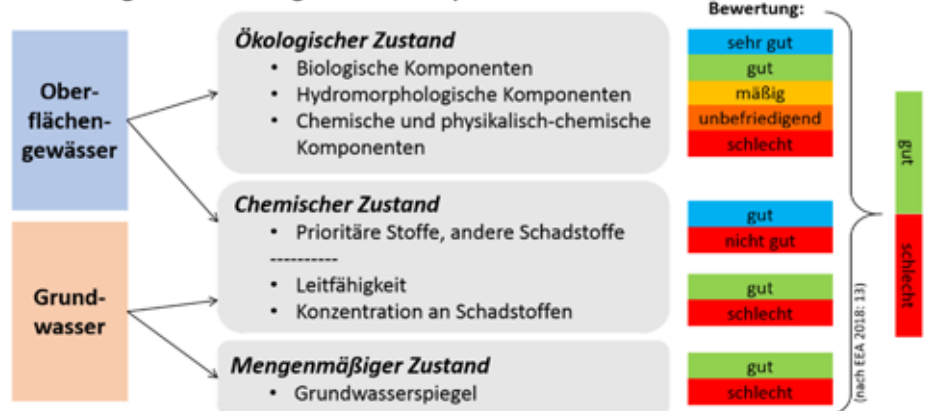 Bewertung:
Ober-
flächen-
gewässer
Ökologischer Zustand
• Biologische Komponenten
• Hydromorphologische Komponenten
• Chemische und physikalisch-chemische
Komponenten
sehr gut
gut
mäßig
unbefriedigend
schlecht
Chemischer Zustand
• Prioritäre Stoffe, andere Schadstoffe
----------
• Leitfähigkeit
• Konzentration an Schadstoffen
gut
nicht gut
gut
schlecht
Grund-
wasser
Mengenmäßiger Zustand
• Grundwasserspiegel
gut
schlecht
gut
schlecht
(nach EEA 2018: 13)